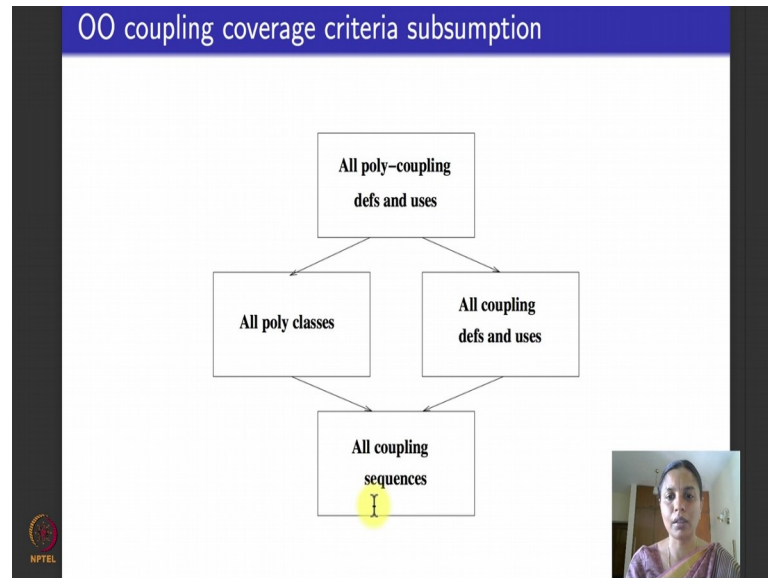 OO coupling coverage criteria subsumption
All poly-coupling
defs and uses
All poly classes
All coupling
defs and uses
All coupling
sequences
NPTEL